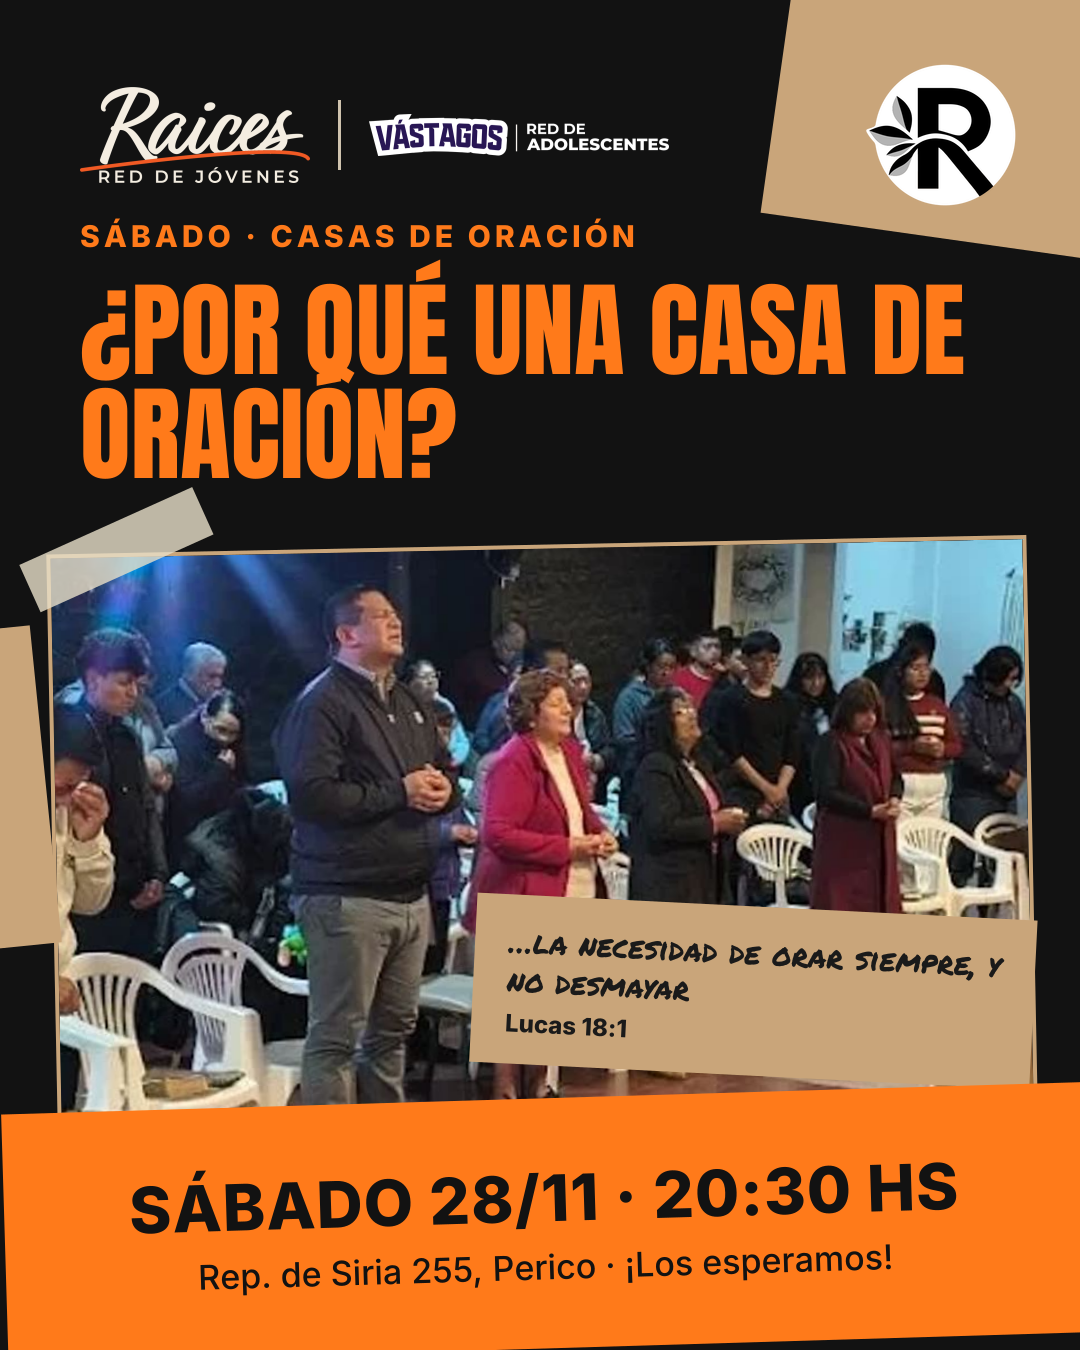 Raices
RED DE JÓVENES
VÁSTAGOS
RED DE
ADOLESCENTES
R
SÁBADO · CASAS DE ORACIÓN
¿POR QUÉ UNA CASA DE
ORACIÓN?
...LA NECESIDAD DE ORAR SIEMPRE, Y
NO DESMAYAR
Lucas 18:1
SÁBADO 28/11 · 20:30 HS
Rep. de Siria 255, Perico · ¡Los esperamos!